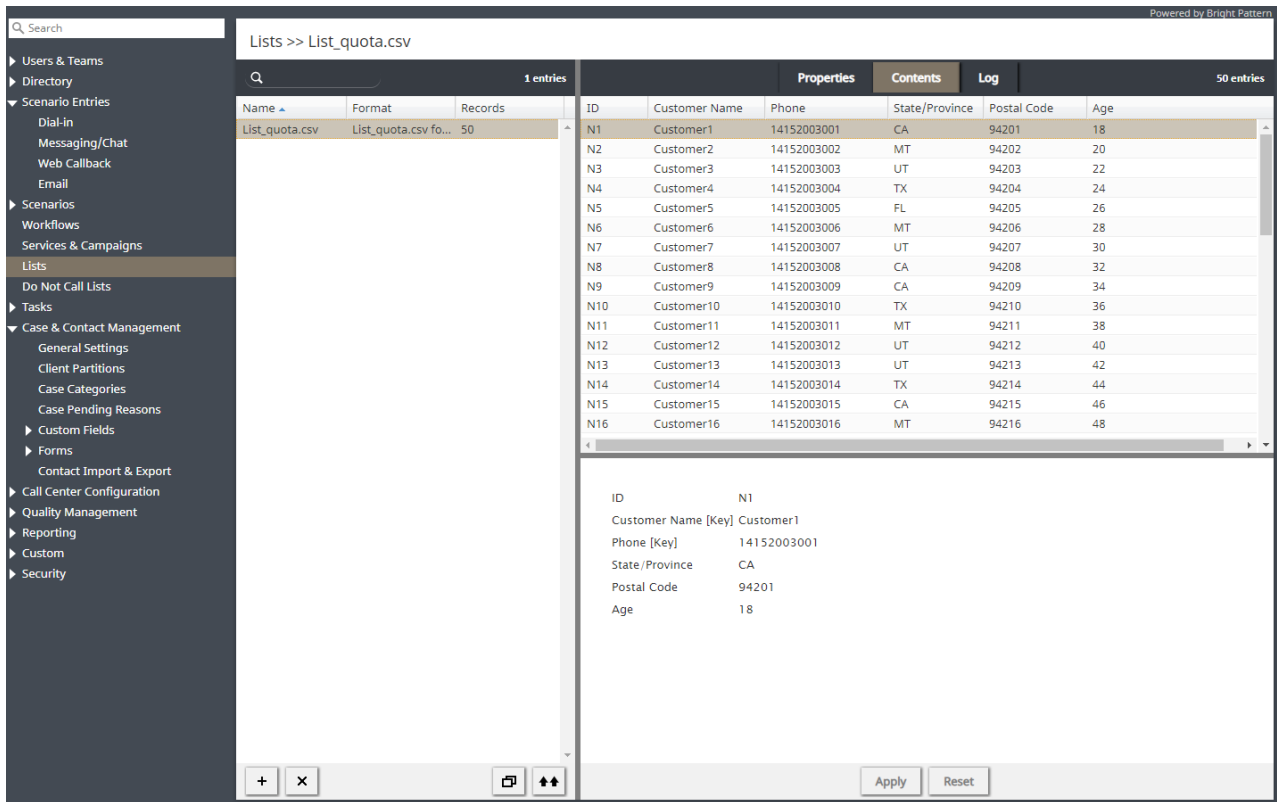 Powered by Bright Pattern
Search
Users & Teams
Directory
Scenario Entries
Dial-in
Messaging/Chat
Web Callback
Email
Scenarios
Workflows
Services & Campaigns
Lists
Do Not Call Lists
Tasks
Case & Contact Management
General Settings
Client Partitions
Case Categories
Case Pending Reasons
Custom Fields
Forms
Contact Import & Export
Call Center Configuration
Quality Management
Reporting
Custom
Security
Lists >> List_quota.csv
1 entries
Name Format Records
List_quota.csv List_quota.csv fo... 50
Properties Contents Log 50 entries
ID Customer Name Phone State/Province Postal Code Age
N1 Customer1 14152003001 CA 94201 18
N2 Customer2 14152003002 MT 94202 20
N3 Customer3 14152003003 UT 94203 22
N4 Customer4 14152003004 TX 94204 24
N5 Customer5 14152003005 FL 94205 26
N6 Customer6 14152003006 MT 94206 28
N7 Customer7 14152003007 UT 94207 30
N8 Customer8 14152003008 CA 94208 32
N9 Customer9 14152003009 CA 94209 34
N10 Customer10 14152003010 TX 94210 36
N11 Customer11 14152003011 MT 94211 38
N12 Customer12 14152003012 UT 94212 40
N13 Customer13 14152003013 UT 94213 42
N14 Customer14 14152003014 TX 94214 44
N15 Customer15 14152003015 CA 94215 46
N16 Customer16 14152003016 MT 94216 48
ID N1
Customer Name [Key] Customer1
Phone [Key] 14152003001
State/Province CA
Postal Code 94201
Age 18
Apply Reset